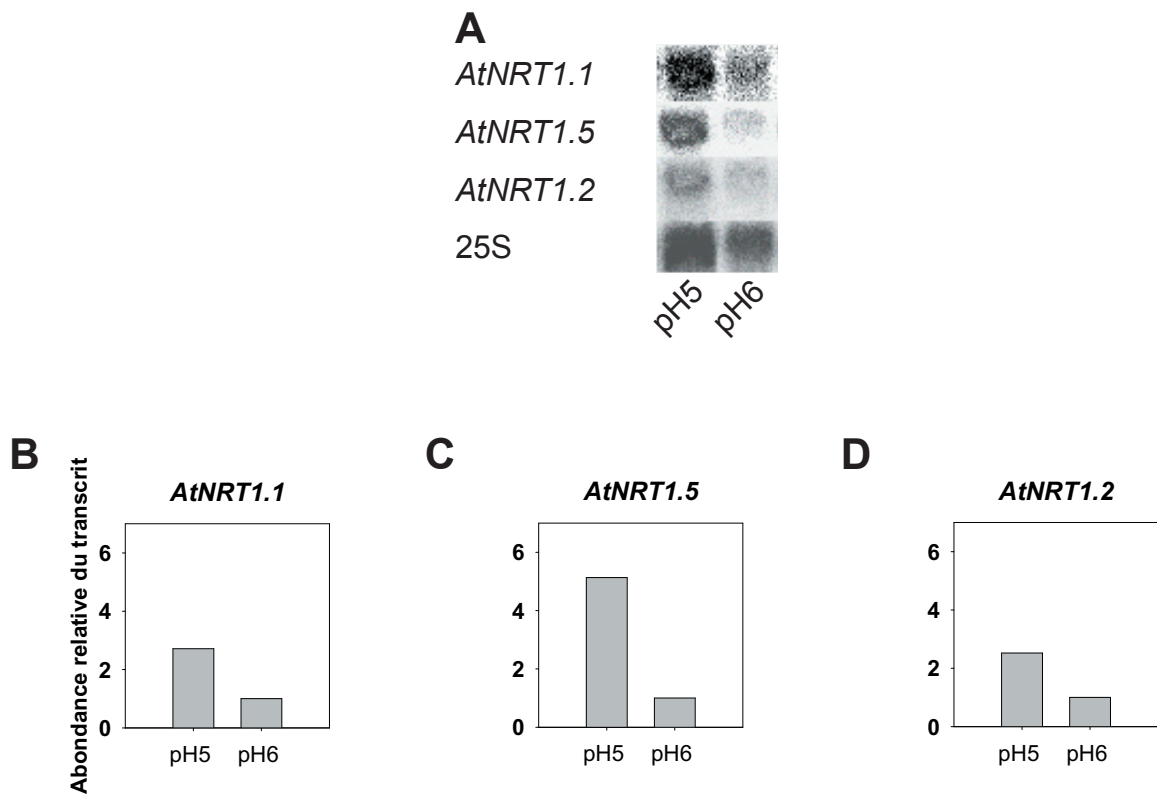 A
AtNRT1.1
AtNRT1.5
AtNRT1.2
25S
pH5 pH6
B
Abondance relative du transcrit
AtNRT1.1
6
4
2
0
pH5 pH6
C
AtNRT1.5
6
4
2
0
pH5 pH6
D
AtNRT1.2
6
4
2
0
pH5 pH6